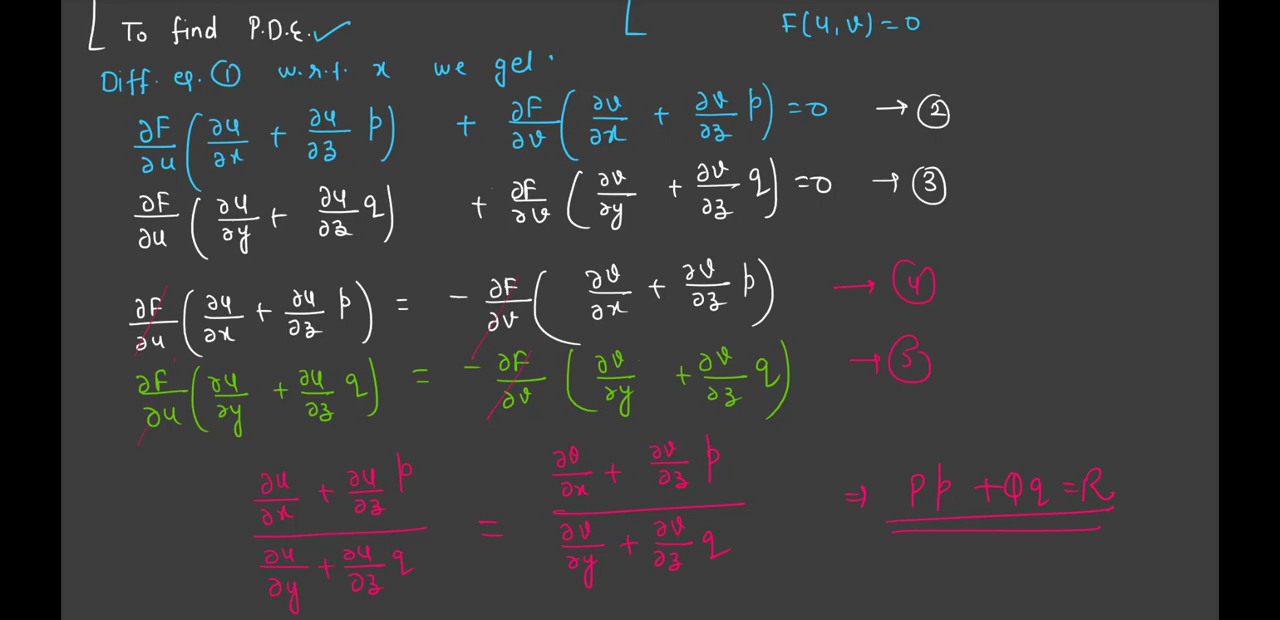 To find P.D.E. ✓
F(u, v) = 0
Diff. eq. ① w.r.t. x we get
∂F/∂u (∂u/∂x + ∂u/∂z p) + ∂F/∂v (∂v/∂x + ∂v/∂z p) = 0 → ②
∂F/∂u (∂u/∂y + ∂u/∂z q) + ∂F/∂v (∂v/∂y + ∂v/∂z q) = 0 → ③
∂F/∂u (∂u/∂x + ∂u/∂z p) = - ∂F/∂v (∂v/∂x + ∂v/∂z p) → ④
∂F/∂u (∂u/∂y + ∂u/∂z q) = - ∂F/∂v (∂v/∂y + ∂v/∂z q) → ⑤
(∂u/∂x + ∂u/∂z p) / (∂u/∂y + ∂u/∂z q) = (∂v/∂x + ∂v/∂z p) / (∂v/∂y + ∂v/∂z q) ⇒ Pp + Qq = R